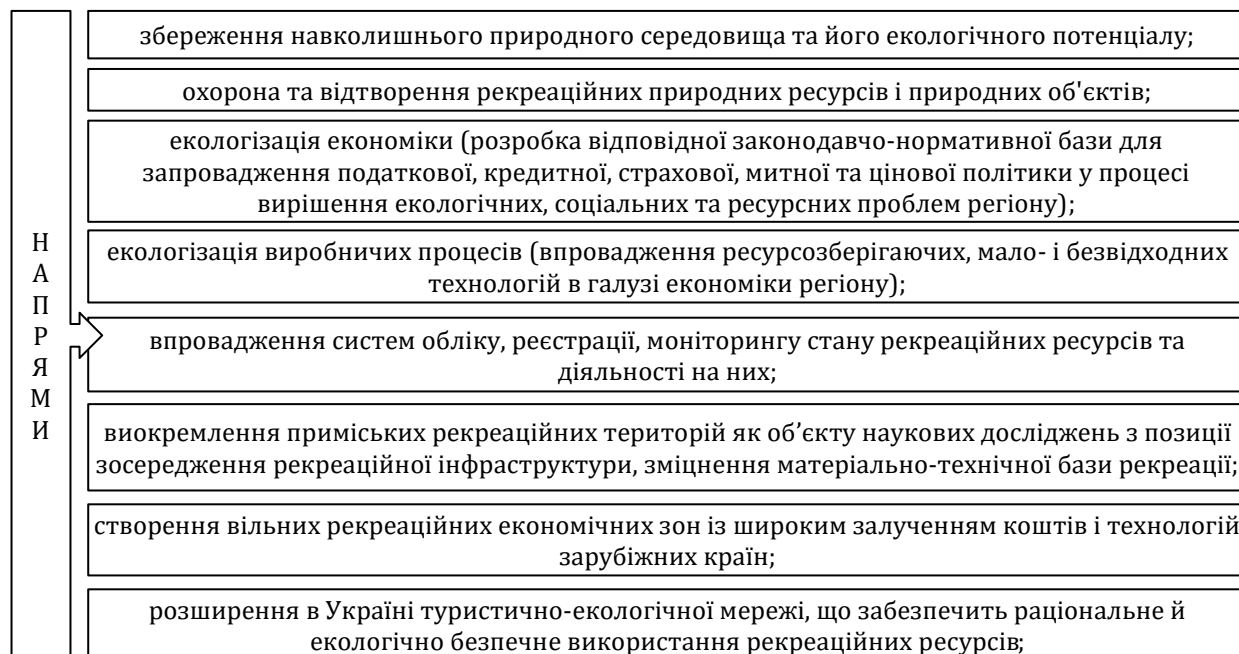 НАПРЯМИ
збереження навколишнього природного середовища та його екологічного потенціалу;
охорона та відтворення рекреаційних природних ресурсів і природних об'єктів;
екологізація економіки (розробка відповідної законодавчо-нормативної бази для
запровадження податкової, кредитної, страхової, митної та цінової політики у процесі
вирішення екологічних, соціальних та ресурсних проблем регіону);
екологізація виробничих процесів (впровадження ресурсозберігаючих, мало- і безвідходних
технологій в галузі економіки регіону);
впровадження систем обліку, реєстрації, моніторингу стану рекреаційних ресурсів та
діяльності на них;
виокремлення приміських рекреаційних територій як об’єкту наукових досліджень з позиції
зосередження рекреаційної інфраструктури, зміцнення матеріально-технічної бази рекреації;
створення вільних рекреаційних економічних зон із широким залученням коштів і технологій
зарубіжних країн;
розширення в Україні туристично-екологічної мережі, що забезпечить раціональне й
екологічно безпечне використання рекреаційних ресурсів;